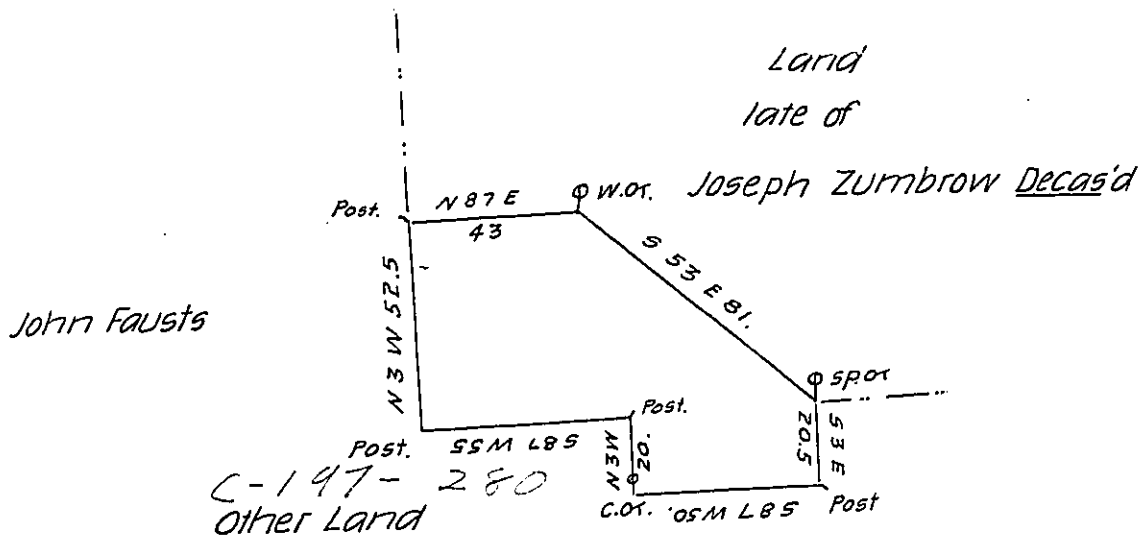 Land
late of
Joseph Zumbrow Decas'd
Post.
N 87 E
43
W.or.
S 53 E 81.
N 3 W 52.5
John Fausts
SP.or
S 3 E
20.5
Post.
N 3 W
20.
Post.
S 87 W 55
C-197- 280
Other Land
C.or.
S 87 W 50.
Post